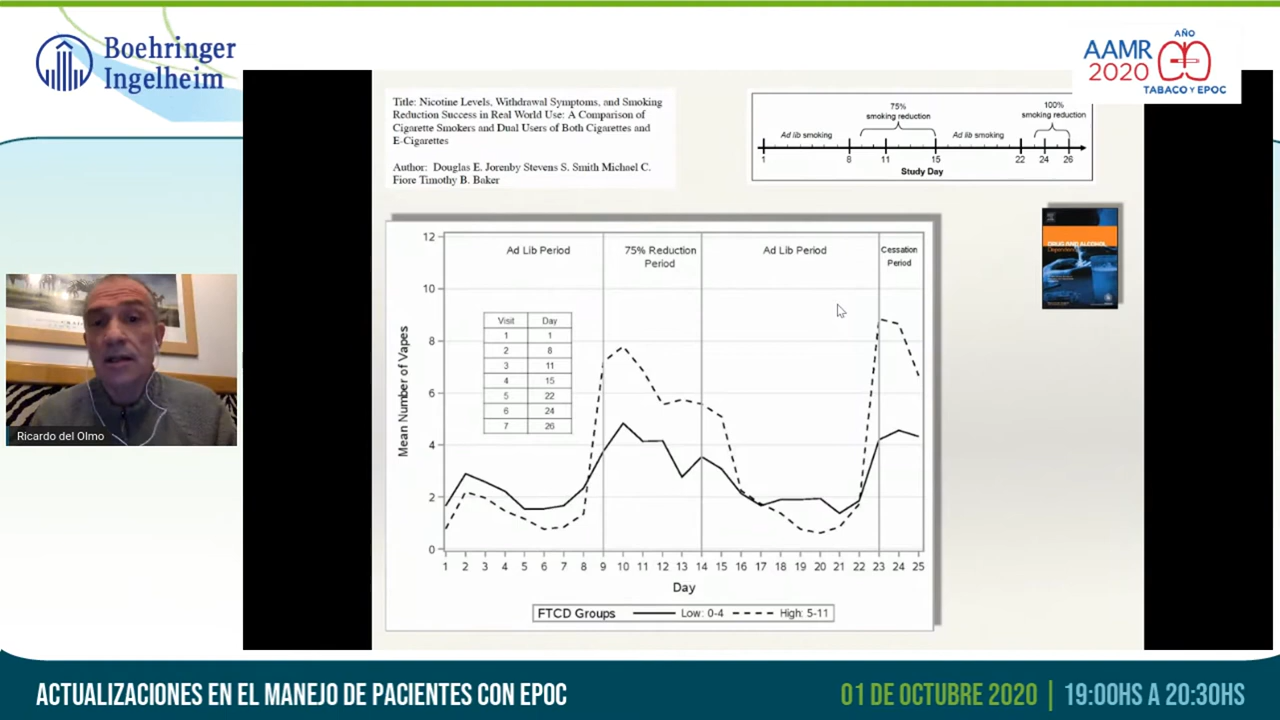 Boehringer
Ingelheim
AÑO
AAMR
2020
TABACO Y EPOC
Title: Nicotine Levels, Withdrawal Symptoms, and Smoking
Reduction Success in Real World Use: A Comparison of
Cigarette Smokers and Dual Users of Both Cigarettes and
E-Cigarettes
Author: Douglas E. Jorenby Stevens S. Smith Michael C.
Fiore Timothy B. Baker
75%
smoking reduction
100%
smoking reduction
Ad lib smoking
Ad lib smoking
1 8 11 15 22 24 26
Study Day
DRUG AND ALCOHOL
Dependence
Ad Lib Period
75% Reduction
Period
Ad Lib Period
Cessation
Period
Mean Number of Vapes
12
10
8
6
4
2
0
Visit Day
1 1
2 8
3 11
4 15
5 22
6 24
7 26
1 2 3 4 5 6 7 8 9 10 11 12 13 14 15 16 17 18 19 20 21 22 23 24 25
Day
FTCD Groups Low: 0-4 High: 5-11
Ricardo del Olmo
ACTUALIZACIONES EN EL MANEJO DE PACIENTES CON EPOC
01 DE OCTUBRE 2020 | 19:00HS A 20:30HS